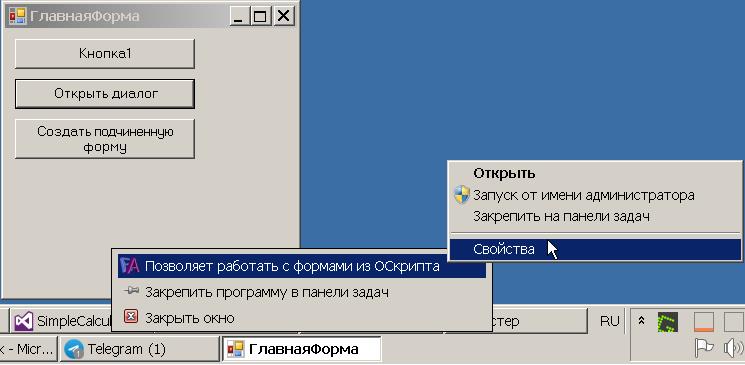 ГлавнаяФорма
Кнопка1
Открыть диалог
Создать подчиненную
форму
Открыть
Запуск от имени администратора
Закрепить на панели задач
Свойства
Позволяет работать с формами из ОСкрипта
Закрепить программу в панели задач
Закрыть окно
SimpleCalcul
стер
RU
к - Micr...
Telegram (1)
ГлавнаяФорма